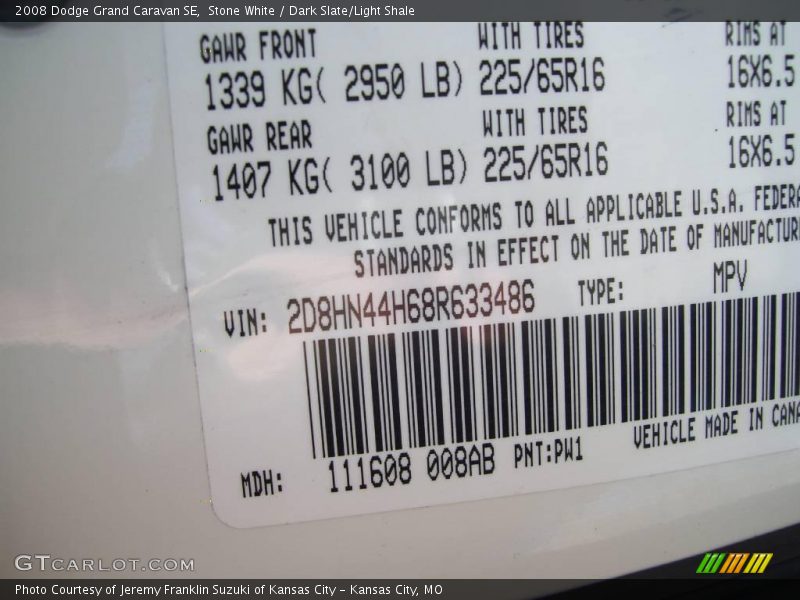 2008 Dodge Grand Caravan SE,  Stone White / Dark Slate/Light Shale
GAWR FRONT WITH TIRES RIMS AT
1339 KG( 2950 LB) 225/65R16 16X6.5
GAWR REAR WITH TIRES RIMS AT
1407 KG( 3100 LB) 225/65R16 16X6.5
THIS VEHICLE CONFORMS TO ALL APPLICABLE U.S.A. FEDERA
STANDARDS IN EFFECT ON THE DATE OF MANUFACTUR
VIN: 2D8HN44H68R633486 TYPE: MPV
MDH: 111608 008AB PNT:PW1 VEHICLE MADE IN CANA
GTCARLOT.COM
Photo Courtesy of Jeremy Franklin Suzuki of Kansas City – Kansas City, MO